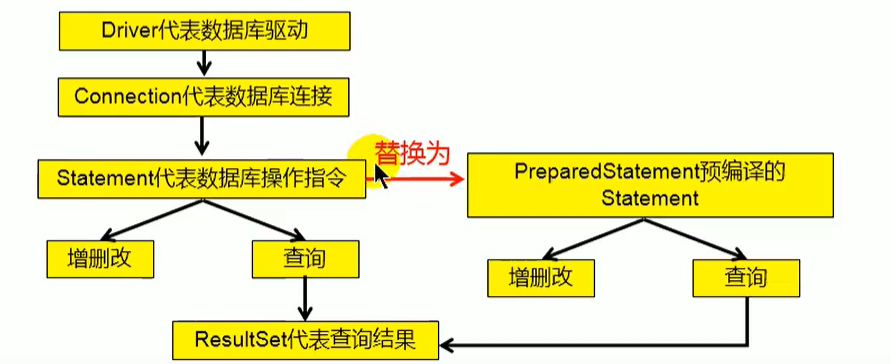 Driver代表数据库驱动
Connection代表数据库连接
替换为
Statement代表数据库操作指令
PreparedStatement预编译的
Statement
增删改
查询
增删改
查询
ResultSet代表查询结果